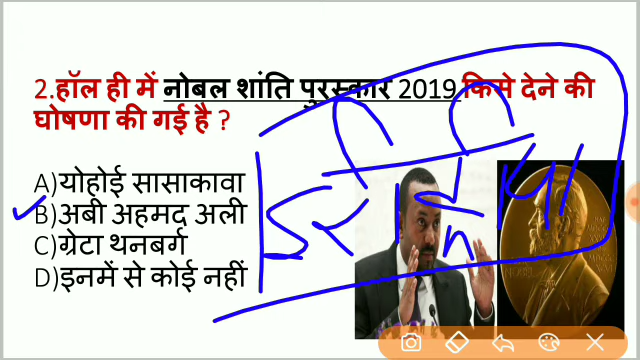 2.हॉल ही में नोबल शांति पुरस्कार 2019 किसे देने की
घोषणा की गई है ?
A)योहोई सासाकावा
B)अबी अहमद अली
C)ग्रेटा थनबर्ग
D)इनमें से कोई नहीं